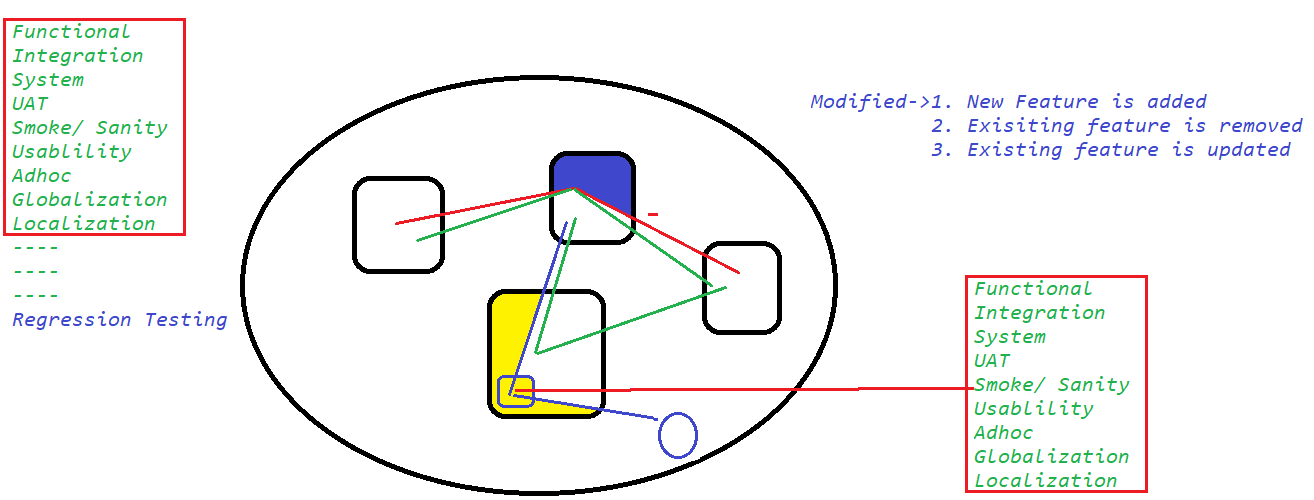 Functional
Integration
System
UAT
Smoke/ Sanity
Usablility
Adhoc
Globalization
Localization
----
----
----
Regression Testing
Modified->1. New Feature is added
2. Exisiting feature is removed
3. Existing feature is updated
Functional
Integration
System
UAT
Smoke/ Sanity
Usablility
Adhoc
Globalization
Localization